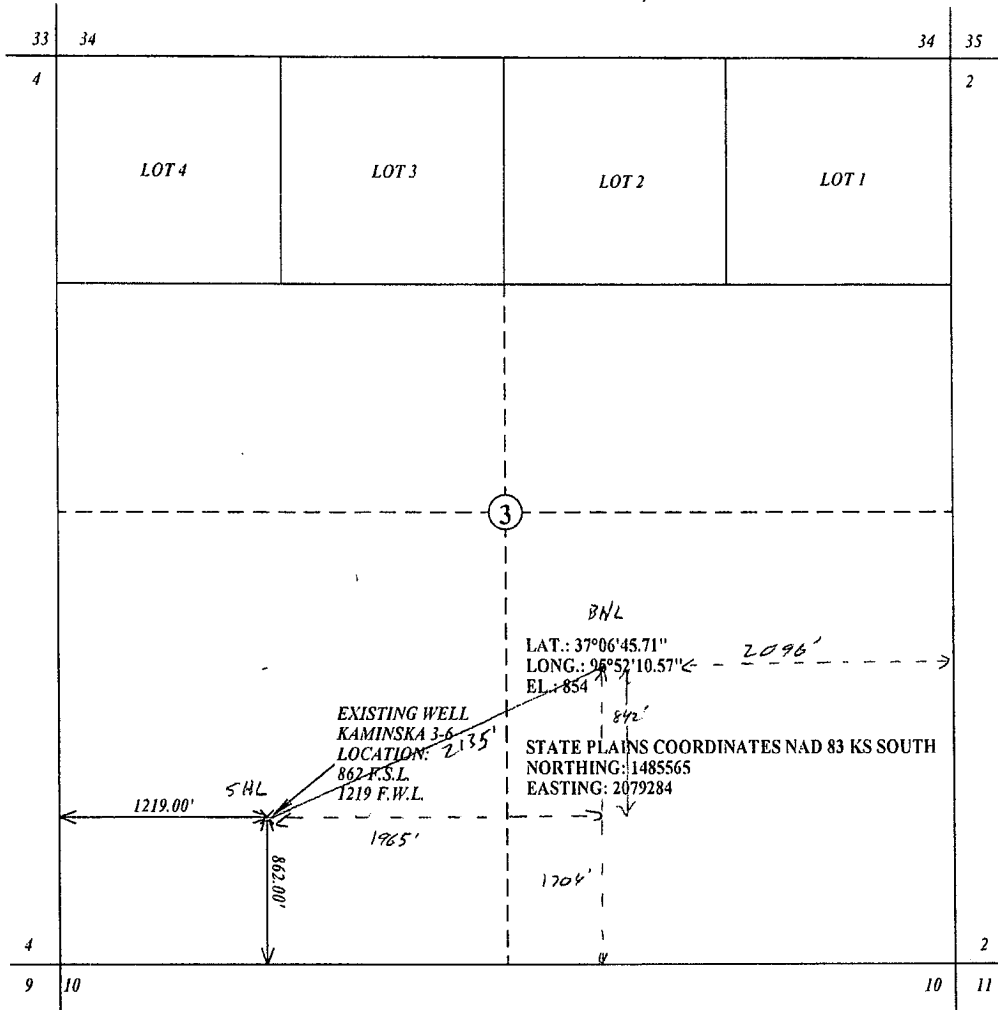 33 34
34 35
4
2
LOT 4
LOT 3
LOT 2
LOT 1
3
BHL
LAT.: 37°06'45.71"
LONG.: 95°52'10.57"
2096'
EL.: 854
842'
EXISTING WELL
KAMINSKA 3-6
2135'
LOCATION:
862 F.S.L.
1219 F.W.L.
STATE PLAINS COORDINATES NAD 83 KS SOUTH
NORTHING: 1485565
EASTING: 2079284
SHL
1219.00'
1965'
862.00'
1704'
4
2
9 10
10 11